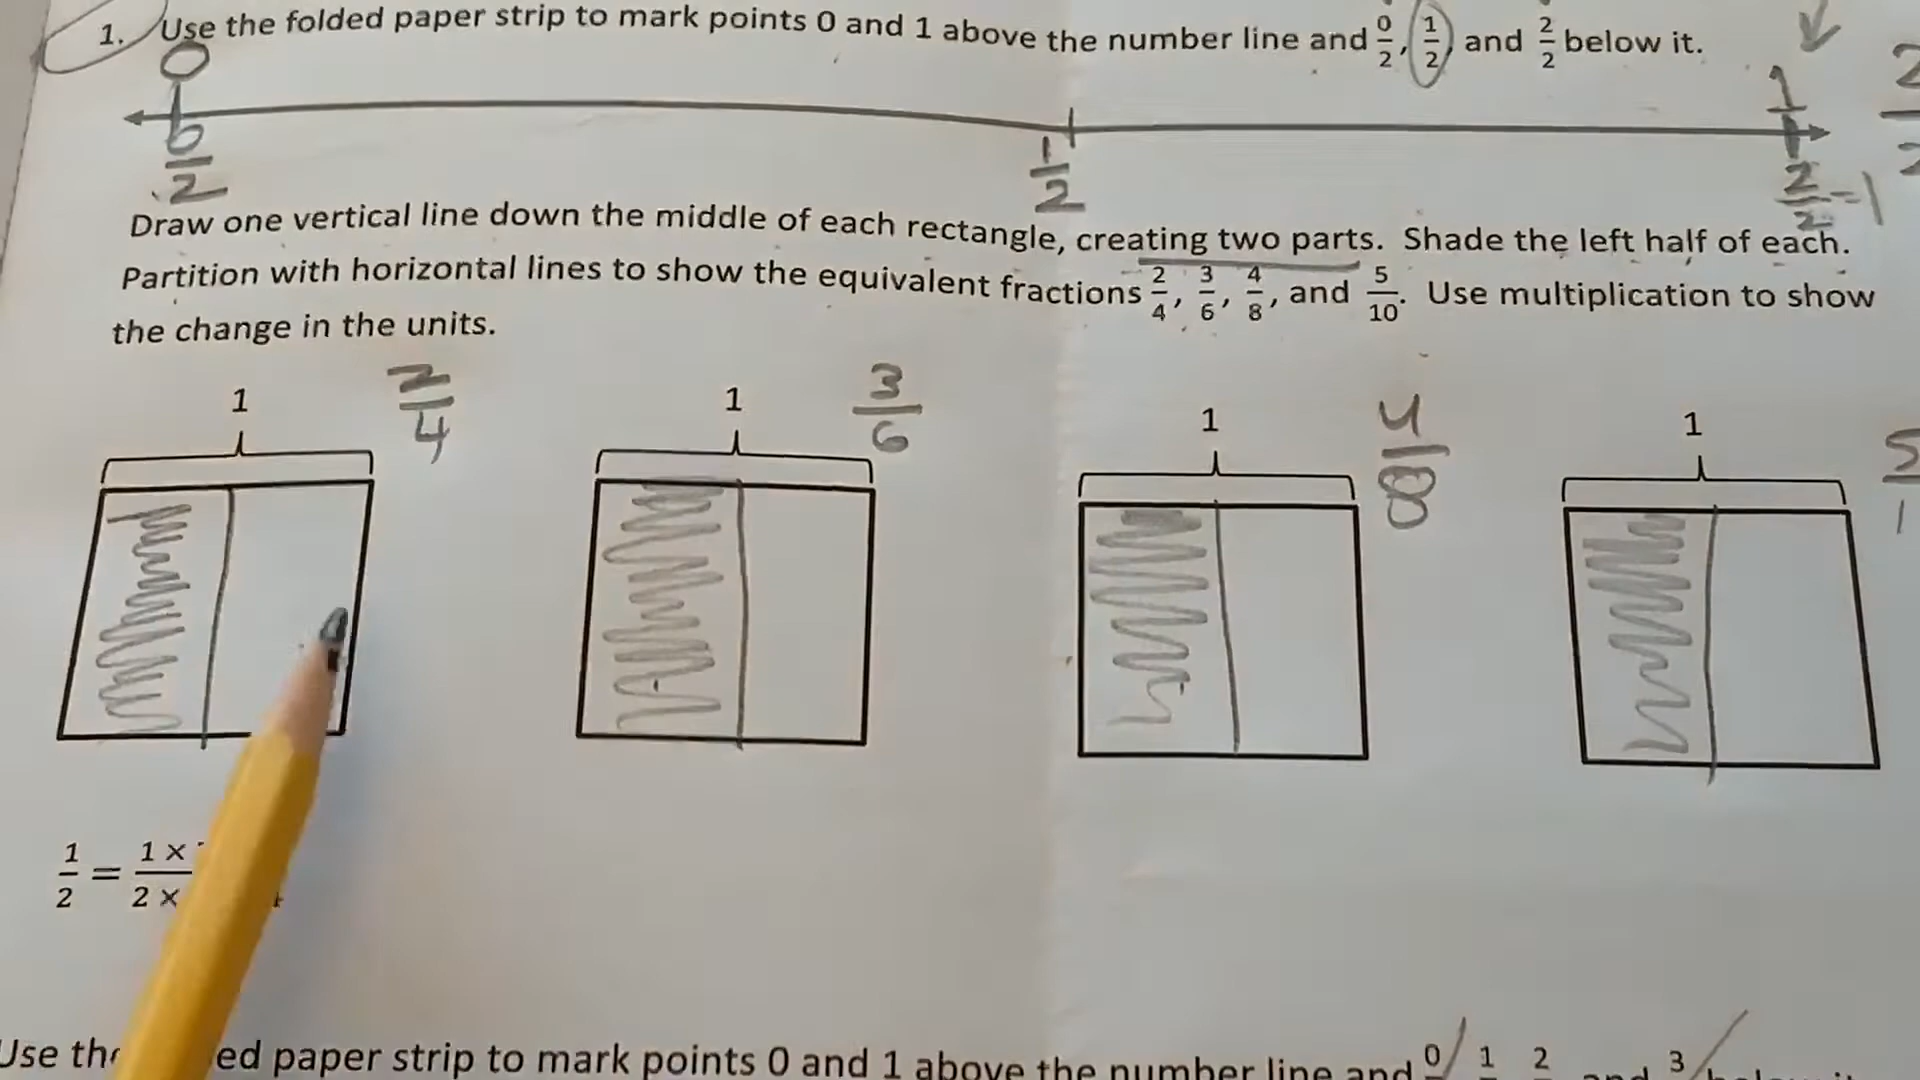 1. Use the folded paper strip to mark points 0 and 1 above the number line and 0/2, 1/2, and 2/2 below it.
0 1 2/2
0/2 1/2 2/2 = 1
Draw one vertical line down the middle of each rectangle, creating two parts. Shade the left half of each.
Partition with horizontal lines to show the equivalent fractions 2/4, 3/6, 4/8, and 5/10. Use multiplication to show
the change in the units.
1 2/4 1 3/6 1 4/8 1 5
1/2 = 1 × / 2 ×
ed paper strip to mark points 0 and 1 above the number line and 0 1 2 3